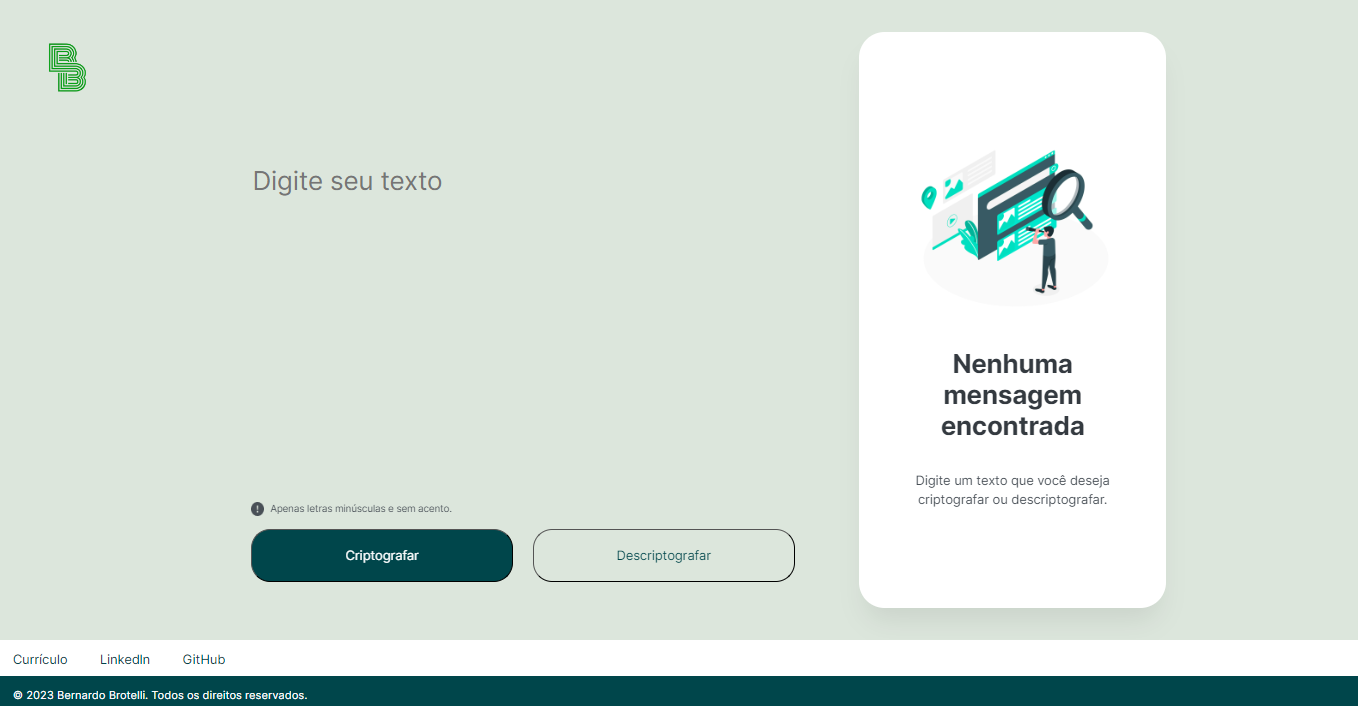 BB
Digite seu texto
Nenhuma
mensagem
encontrada
Digite um texto que você deseja
criptografar ou descriptografar.
Apenas letras minúsculas e sem acento.
Criptografar
Descriptografar
Currículo LinkedIn GitHub
© 2023 Bernardo Brotelli. Todos os direitos reservados.